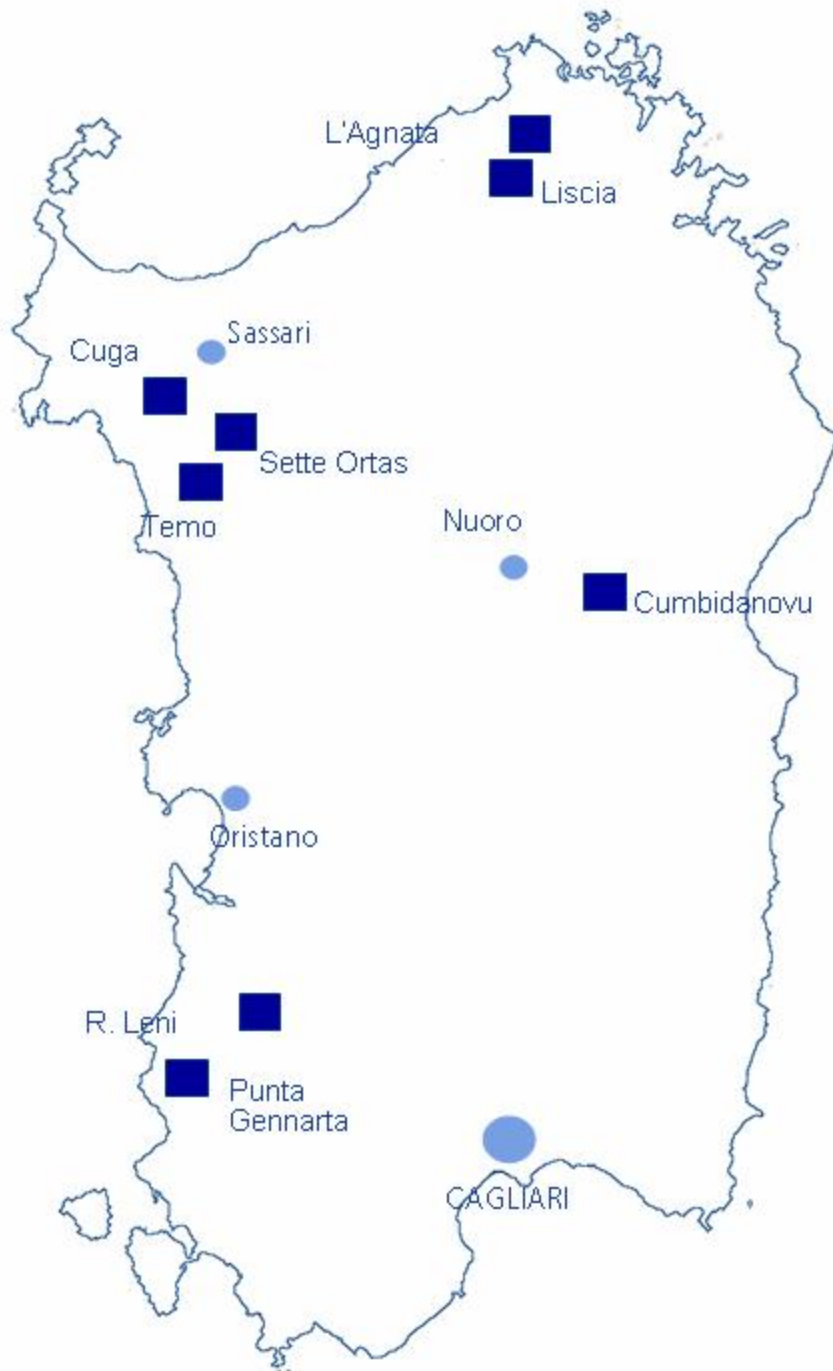 L'Agnata
Liscia
Sassari
Cuga
Sette Ortas
Temo
Nuoro
Cumbidanovu
Oristano
R. Leni
Punta
Gennarta
CAGLIARI